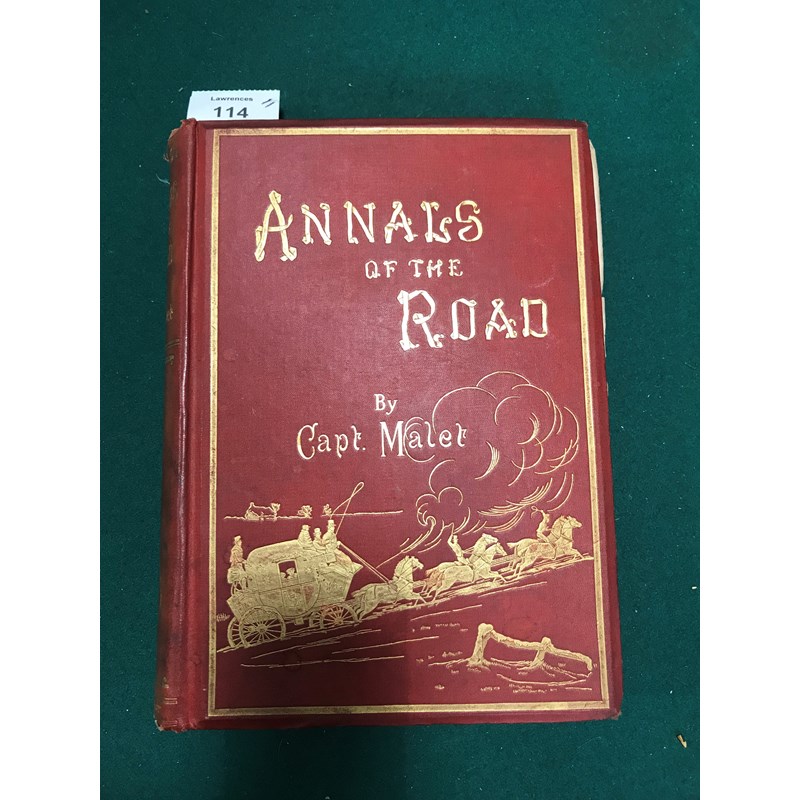 Lawrences
114
ANNALS
OF THE
ROAD
By
Capt. Malet